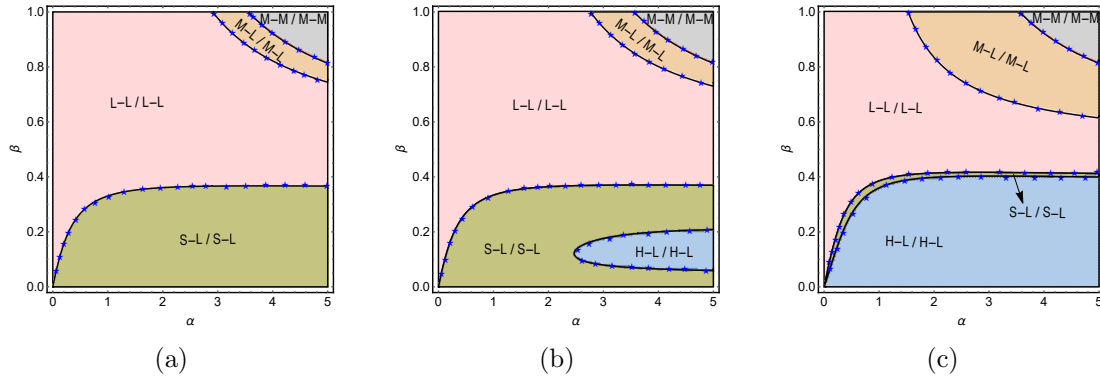 M–M / M–M
M–L / M–L
L–L / L–L
S–L / S–L
β
α
0.0
0.2
0.4
0.6
0.8
1.0
0
1
2
3
4
5
(a)
M–M / M–M
M–L / M–L
L–L / L–L
S–L / S–L
H–L / H–L
β
α
0.0
0.2
0.4
0.6
0.8
1.0
0
1
2
3
4
5
(b)
M–M / M–M
M–L / M–L
L–L / L–L
S–L / S–L
H–L / H–L
β
α
0.0
0.2
0.4
0.6
0.8
1.0
0
1
2
3
4
5
(c)